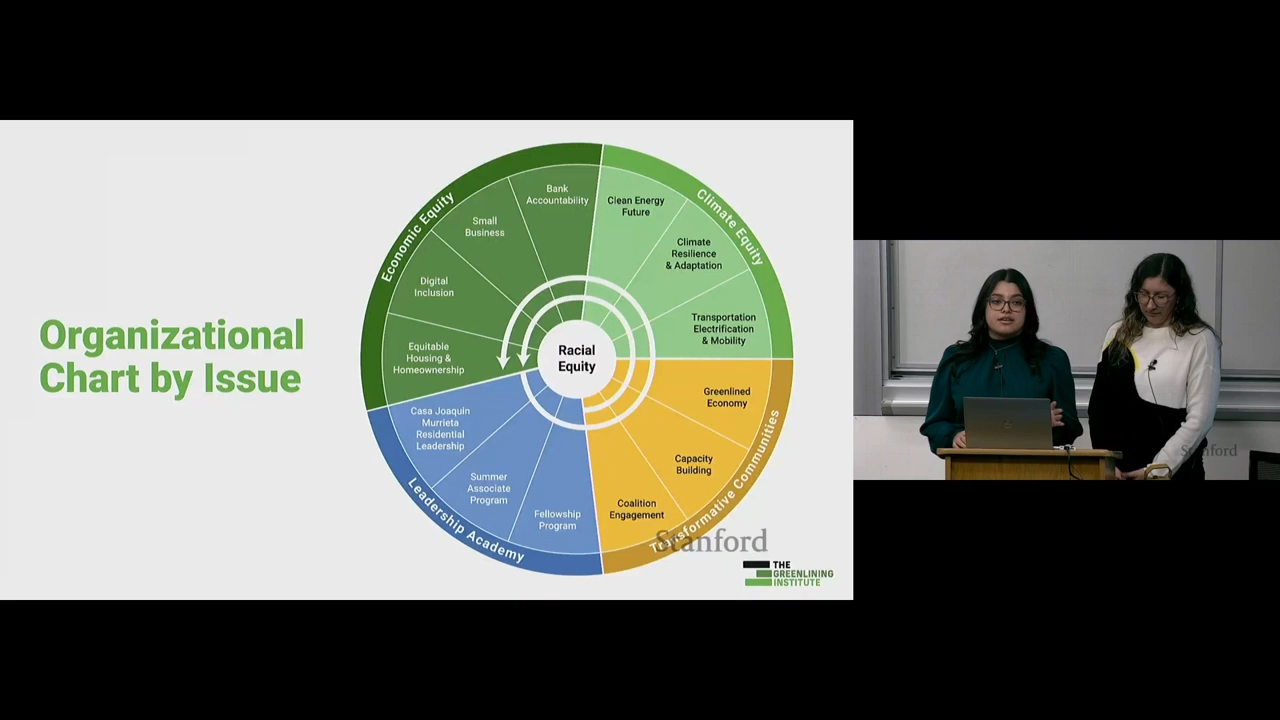 Organizational
Chart by Issue
Economic Equity
Bank
Accountability
Small
Business
Digital
Inclusion
Equitable
Housing &
Homeownership
Climate Equity
Clean Energy
Future
Climate
Resilience
& Adaptation
Transportation
Electrification
& Mobility
Racial
Equity
Transformative Communities
Greenlined
Economy
Capacity
Building
Coalition
Engagement
Leadership Academy
Casa Joaquin
Murrieta
Residential
Leadership
Summer
Associate
Program
Fellowship
Program
Stanford
THE
GREENLINING
INSTITUTE
Stanford